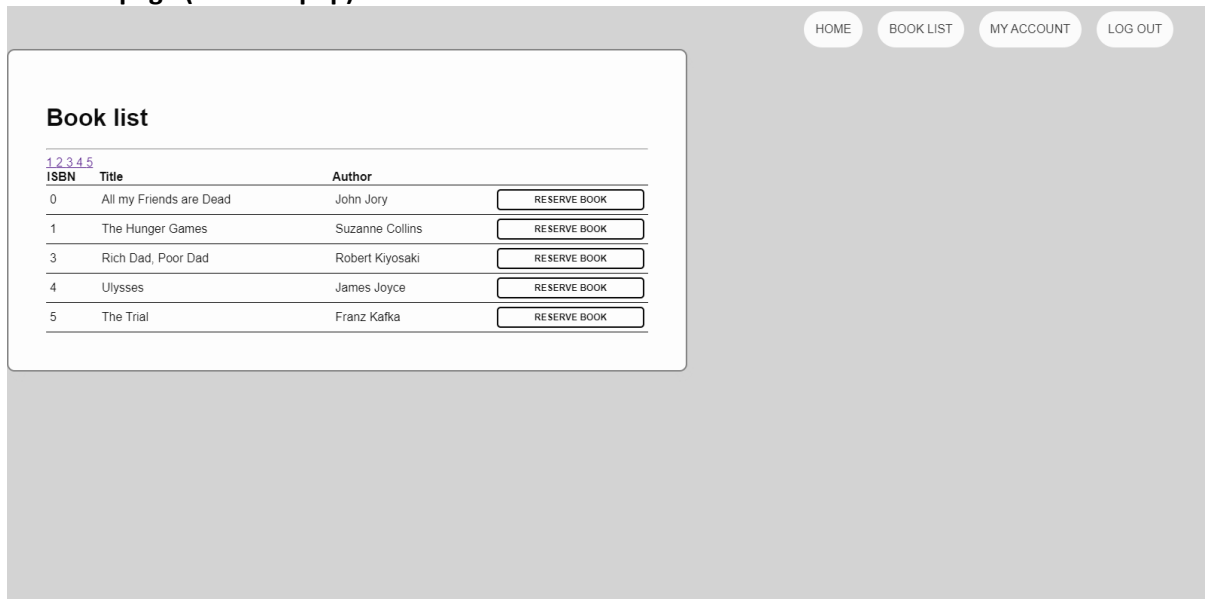 HOME BOOK LIST MY ACCOUNT LOG OUT
Book list
1 2 3 4 5
ISBN Title Author
0 All my Friends are Dead John Jory RESERVE BOOK
1 The Hunger Games Suzanne Collins RESERVE BOOK
3 Rich Dad, Poor Dad Robert Kiyosaki RESERVE BOOK
4 Ulysses James Joyce RESERVE BOOK
5 The Trial Franz Kafka RESERVE BOOK